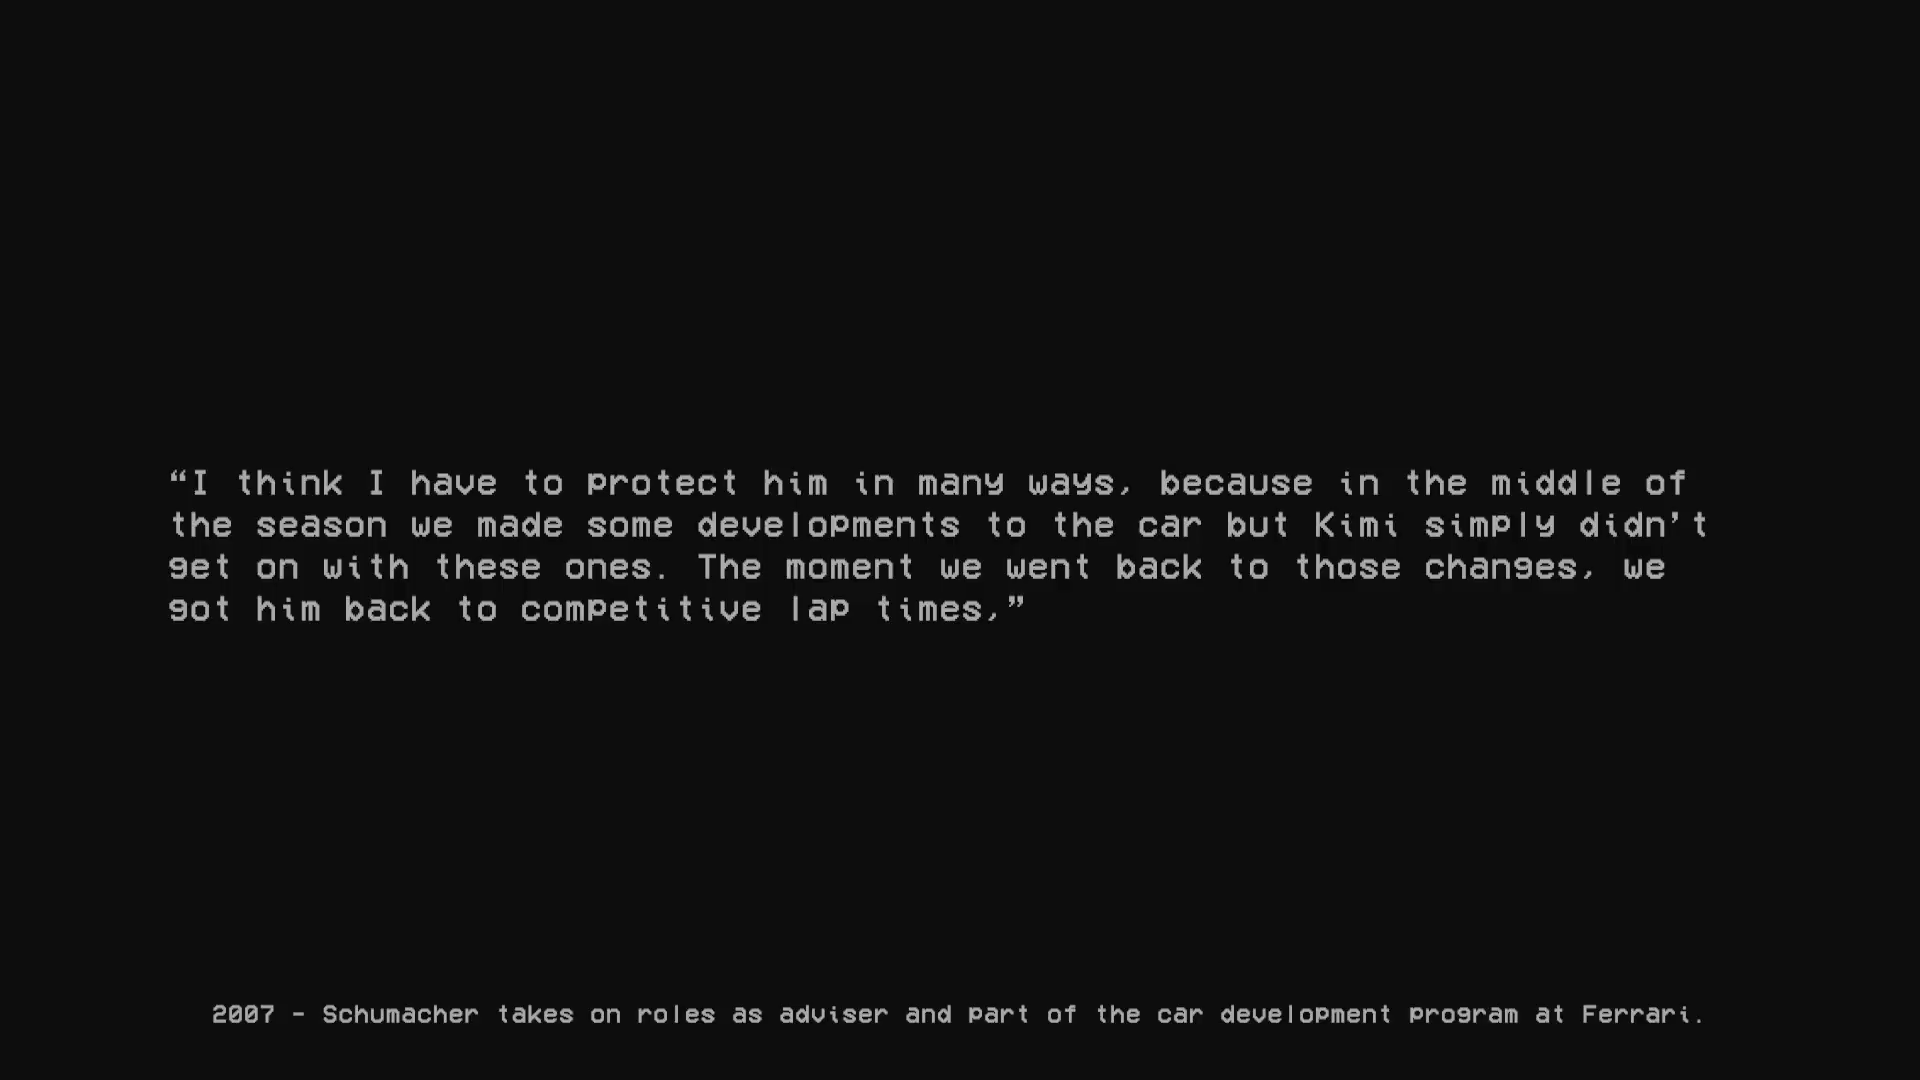 “I think I have to protect him in many ways, because in the middle of
the season we made some developments to the car but Kimi simply didn’t
get on with these ones. The moment we went back to those changes, we
got him back to competitive lap times,”
2007 - Schumacher takes on roles as adviser and part of the car development program at Ferrari.